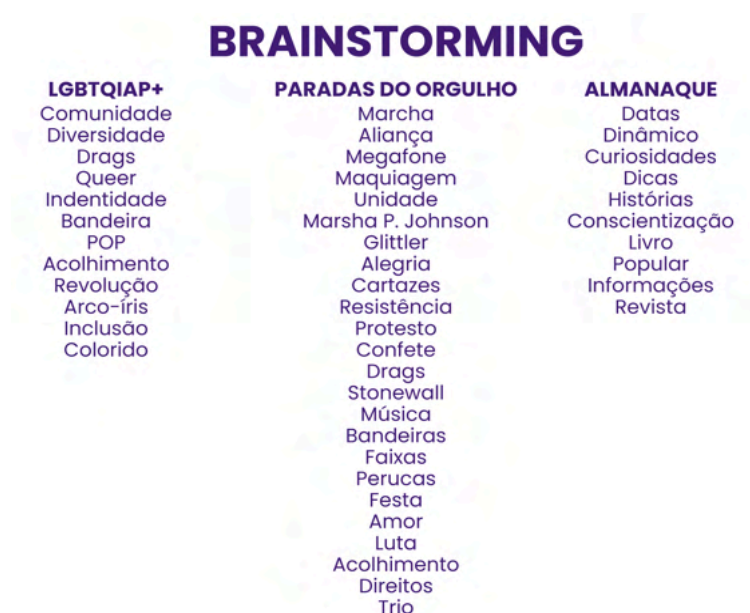 BRAINSTORMING
LGBTQIAP+
Comunidade
Diversidade
Drags
Queer
Indentidade
Bandeira
POP
Acolhimento
Revolução
Arco-íris
Inclusão
Colorido
PARADAS DO ORGULHO
Marcha
Aliança
Megafone
Maquiagem
Unidade
Marsha P. Johnson
Glittler
Alegria
Cartazes
Resistência
Protesto
Confete
Drags
Stonewall
Música
Bandeiras
Faixas
Perucas
Festa
Amor
Luta
Acolhimento
Direitos
Trio
ALMANAQUE
Datas
Dinâmico
Curiosidades
Dicas
Histórias
Conscientização
Livro
Popular
Informações
Revista